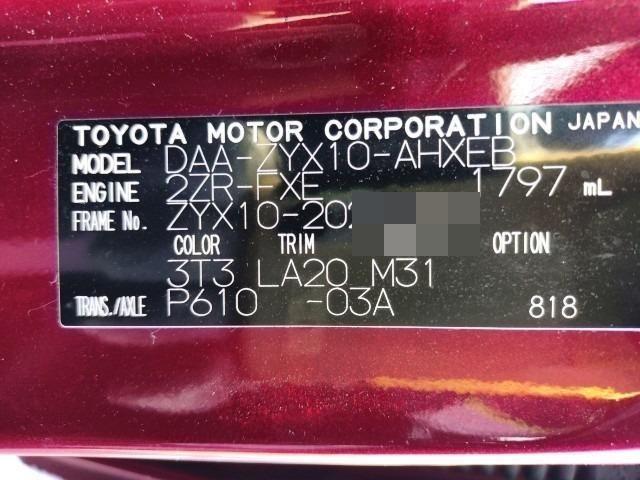 TOYOTA MOTOR CORPORATION JAPAN
MODEL DAA-ZYX10-AHXEB
ENGINE 2ZR-FXE 1797 mL
FRAME No. ZYX10-202
COLOR TRIM OPTION
3T3 LA20 M31
TRANS./AXLE P610 -03A 818